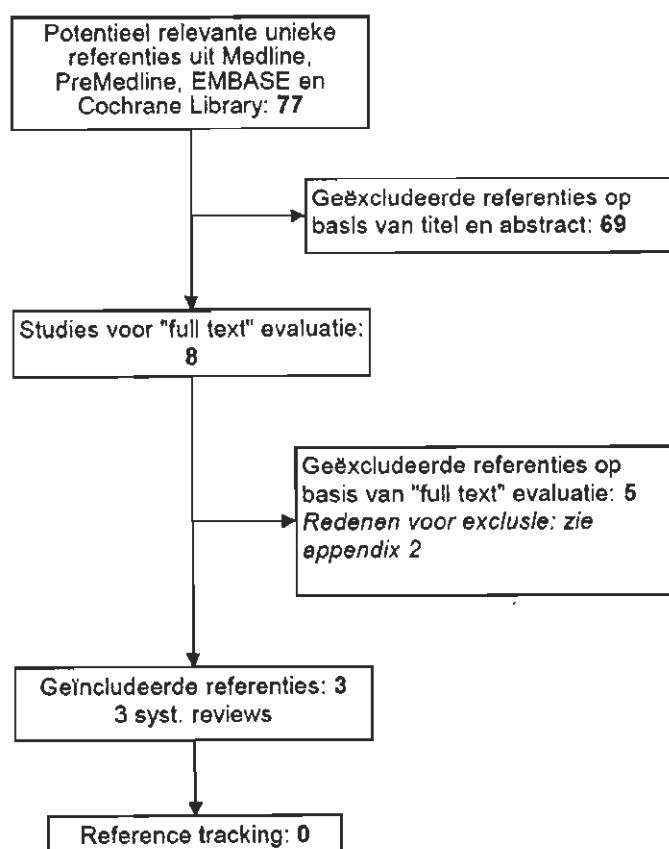 Potentieel relevante unieke
referenties uit Medline,
PreMedline, EMBASE en
Cochrane Library: 77
Geëxcludeerde referenties op
basis van titel en abstract: 69
Studies voor "full text" evaluatie:
8
Geëxcludeerde referenties op
basis van "full text" evaluatie: 5
Redenen voor exclusie: zie
appendix 2
Geïncludeerde referenties: 3
3 syst. reviews
Reference tracking: 0